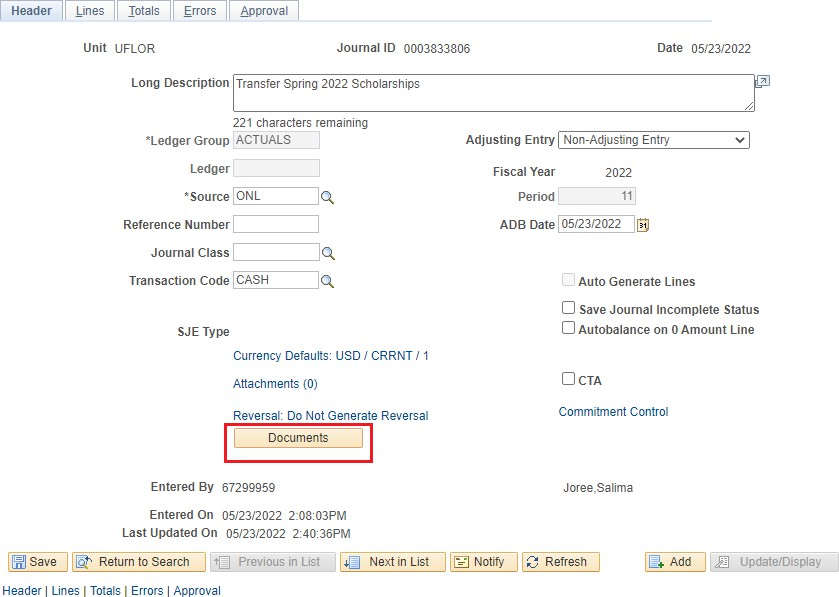 Header Lines Totals Errors Approval
Unit UFLOR Journal ID 0003833806 Date 05/23/2022
Long Description Transfer Spring 2022 Scholarships
221 characters remaining
*Ledger Group ACTUALS Adjusting Entry Non-Adjusting Entry
Ledger Fiscal Year 2022
*Source ONL Period 11
Reference Number ADB Date 05/23/2022 31
Journal Class
Transaction Code CASH Auto Generate Lines
Save Journal Incomplete Status
SJE Type Autobalance on 0 Amount Line
Currency Defaults: USD / CRRNT / 1
Attachments (0) CTA
Reversal: Do Not Generate Reversal Commitment Control
Documents
Entered By 67299959 Joree,Salima
Entered On 05/23/2022 2:08:03PM
Last Updated On 05/23/2022 2:40:36PM
Save Return to Search Previous in List Next in List Notify Refresh Add Update/Display
Header | Lines | Totals | Errors | Approval